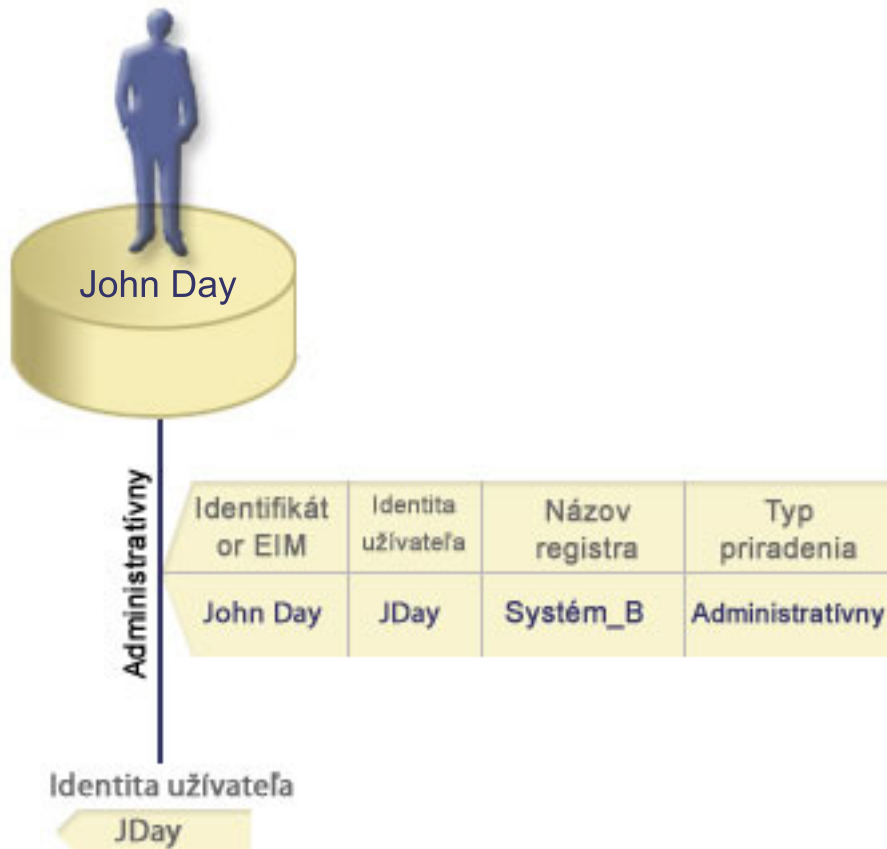 John Day
Administratívny
Identifikát
or EIM
Identita
užívateľa
Názov
registra
Typ
priradenia
John Day
JDay
Systém_B
Administratívny
Identita užívateľa
JDay